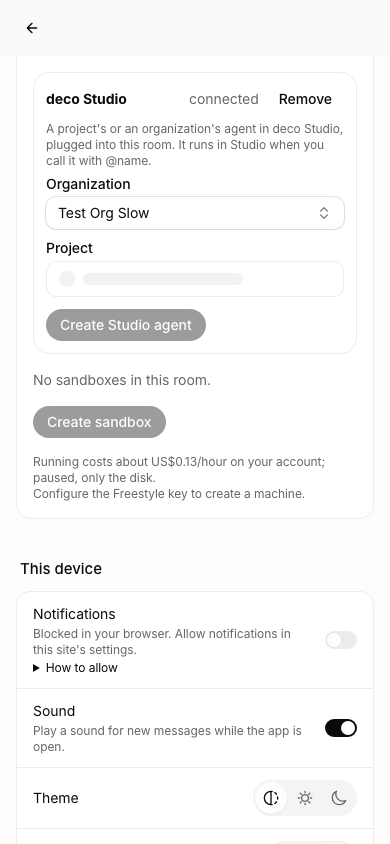 deco Studio
connected
Remove
A project's or an organization's agent in deco Studio,
plugged into this room. It runs in Studio when you
call it with @name.
Organization
Test Org Slow
Project
Create Studio agent
No sandboxes in this room.
Create sandbox
Running costs about US$0.13/hour on your account;
paused, only the disk.
Configure the Freestyle key to create a machine.
This device
Notifications
Blocked in your browser. Allow notifications in
this site's settings.
How to allow
Sound
Play a sound for new messages while the app is
open.
Theme